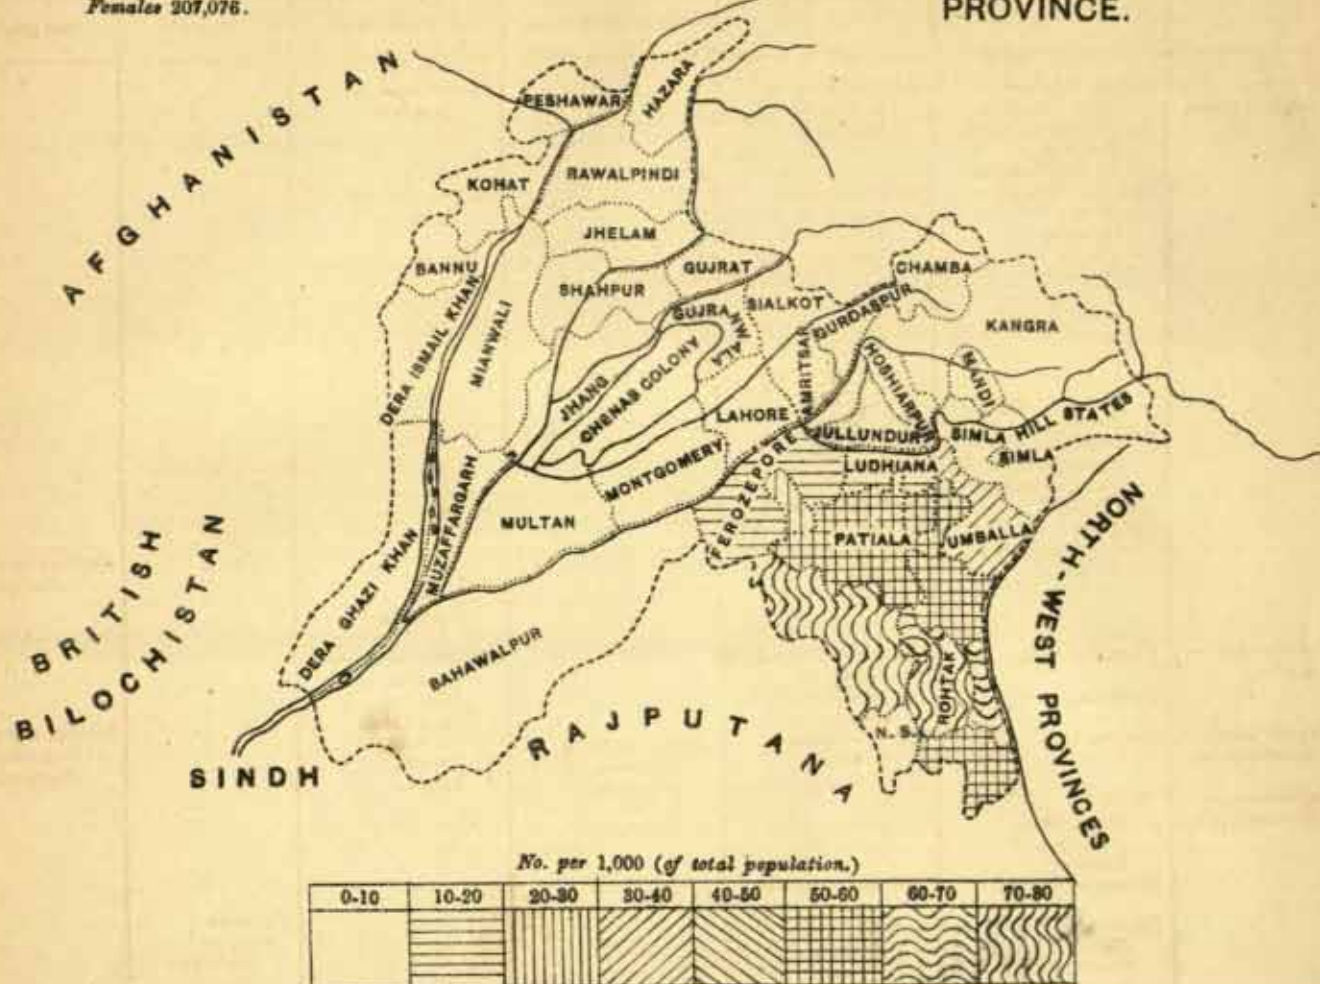 Females 207,076.
PROVINCE.
AFGHANISTAN
PESHAWAR
HAZARA
KOHAT
RAWALPINDI
JHELAM
BANNU
SHAHPUR
GUJRAT
CHAMBA
DERA ISMAIL KHAN
MIANWALI
GUJRANWALA
SIALKOT
GURDASPUR
KANGRA
JHANG
CHENAB COLONY
LAHORE
AMRITSAR
HOSHIARPUR
MANDI
JULLUNDUR
SIMLA HILL STATES
SIMLA
MUZAFFARGARH
MULTAN
MONTGOMERY
FEROZEPORE
LUDHIANA
PATIALA
UMBALLA
NORTH-WEST PROVINCES
BRITISH
BILOCHISTAN
DERA GHAZI KHAN
BAHAWALPUR
ROHTAK
N. S.
RAJPUTANA
SINDH
No. per 1,000 (of total population.)
0-10 10-20 20-30 30-40 40-50 50-60 60-70 70-80